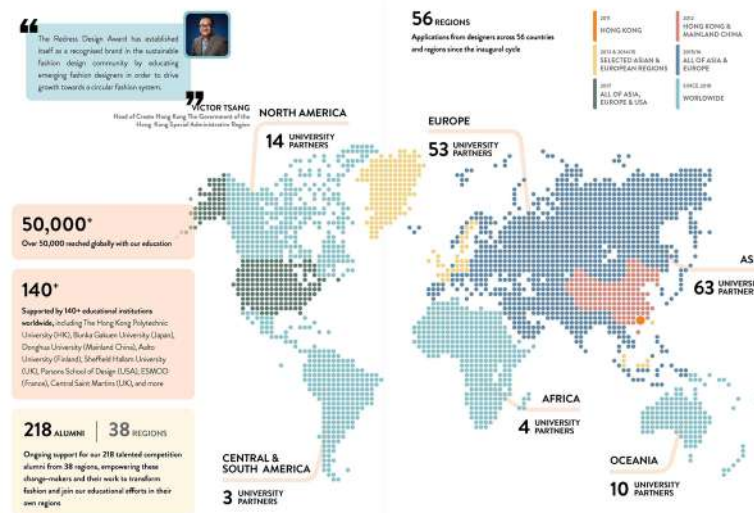 The Redress Design Award has established
itself as a recognised brand in the sustainable
fashion design community by educating
emerging fashion designers in order to drive
growth towards a circular fashion system.
VICTOR TSANG
Head of Create Hong Kong The Government of the
Hong Kong Special Administrative Region
56 REGIONS
Applications from designers across 56 countries
and regions since the inaugural cycle
2011
HONG KONG
2012
HONG KONG &
MAINLAND CHINA
2013 & 2014/15
SELECTED ASIAN &
EUROPEAN REGIONS
2015/16
ALL OF ASIA &
EUROPE
2017
ALL OF ASIA,
EUROPE & USA
SINCE 2018
WORLDWIDE
NORTH AMERICA
14 UNIVERSITY
PARTNERS
EUROPE
53 UNIVERSITY
PARTNERS
50,000+
Over 50,000 reached globally with our education
AS
63 UNIVERSI
PARTNER
140+
Supported by 140+ educational institutions
worldwide, including The Hong Kong Polytechnic
University (HK), Bunka Gakuen University (Japan),
Donghua University (Mainland China), Aalto
University (Finland), Sheffield Hallam University
(UK), Parsons School of Design (USA), ESMOD
(France), Central Saint Martins (UK), and more
AFRICA
4 UNIVERSITY
PARTNERS
218 ALUMNI | 38 REGIONS
Ongoing support for our 218 talented competition
alumni from 38 regions, empowering these
change-makers and their work to transform
fashion and join our educational efforts in their
own regions
CENTRAL &
SOUTH AMERICA
3 UNIVERSITY
PARTNERS
OCEANIA
10 UNIVERSITY
PARTNERS